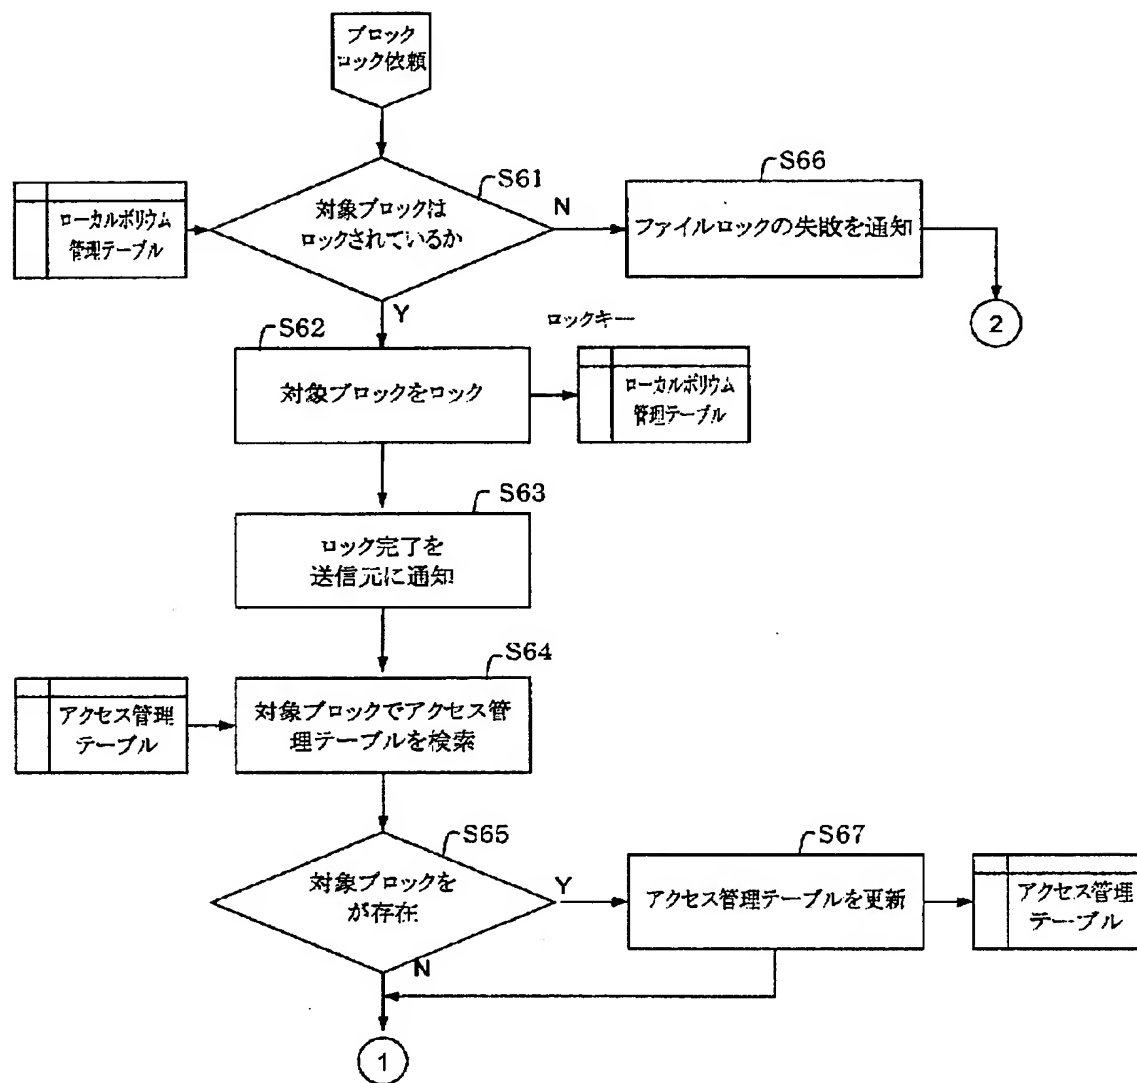 ブロック
ロック依頼
S61
S66
対象ブロックは
ロックされているか
N
ファイルロックの失敗を通知
ローカルボリウム
管理テーブル
Y
2
S62
ロックキー
対象ブロックをロック
ローカルボリウム
管理テーブル
S63
ロック完了を
送信元に通知
S64
アクセス管理
テーブル
対象ブロックでアクセス管
理テーブルを検索
S65
S67
対象ブロックを
が存在
Y
アクセス管理テーブルを更新
アクセス管理
テーブル
N
1